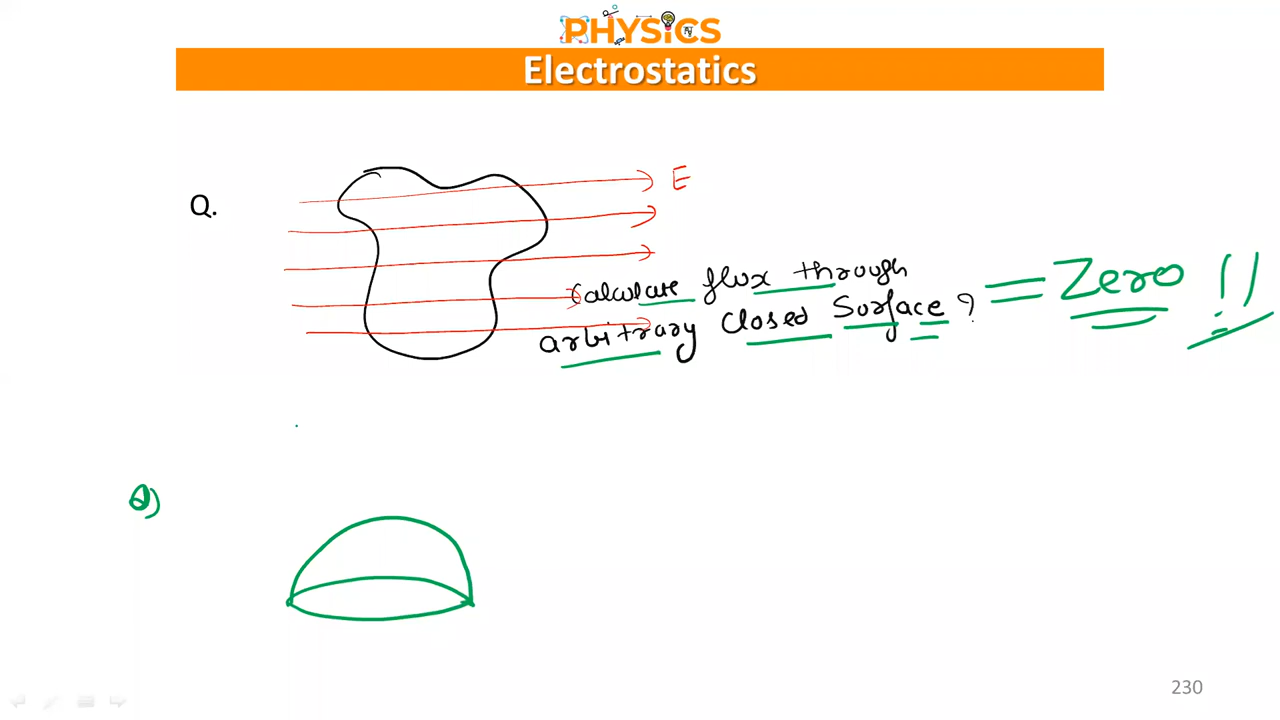 PHYSICS
Electrostatics
Q.
E
Calculate flux through
arbitrary closed Surface ?
= Zero !!
Q)
230